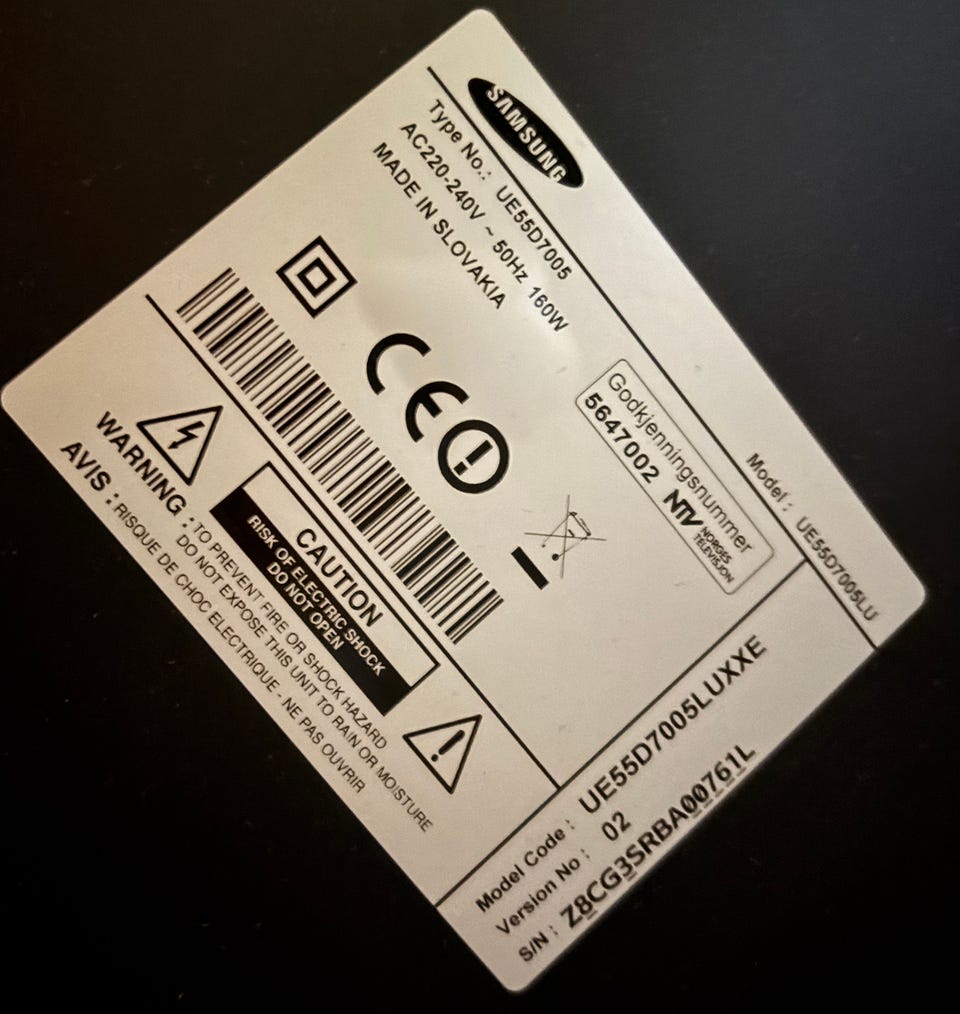 SAMSUNG
Model : UE55D7005LU
Type No.: UE55D7005
AC220-240V ~ 50Hz 160W
MADE IN SLOVAKIA
Godkjenningsnummer
5647002 NTV NORGES
TELEVISJON
CE
CAUTION
RISK OF ELECTRIC SHOCK
DO NOT OPEN
WARNING : TO PREVENT FIRE OR SHOCK HAZARD
DO NOT EXPOSE THIS UNIT TO RAIN OR MOISTURE
AVIS : RISQUE DE CHOC ELECTRIQUE - NE PAS OUVRIR
Model Code : UE55D7005LUXXE
Version No : 02
S/N : Z8CG3SRBA00761L